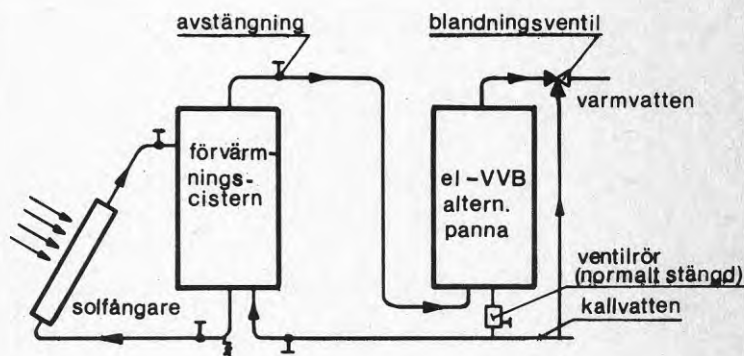 avstängning
blandningsventil
varmvatten
förvärm-
nings-
cistern
el-VVB
altern.
panna
ventilrör
(normalt stängd)
kallvatten
solfångare